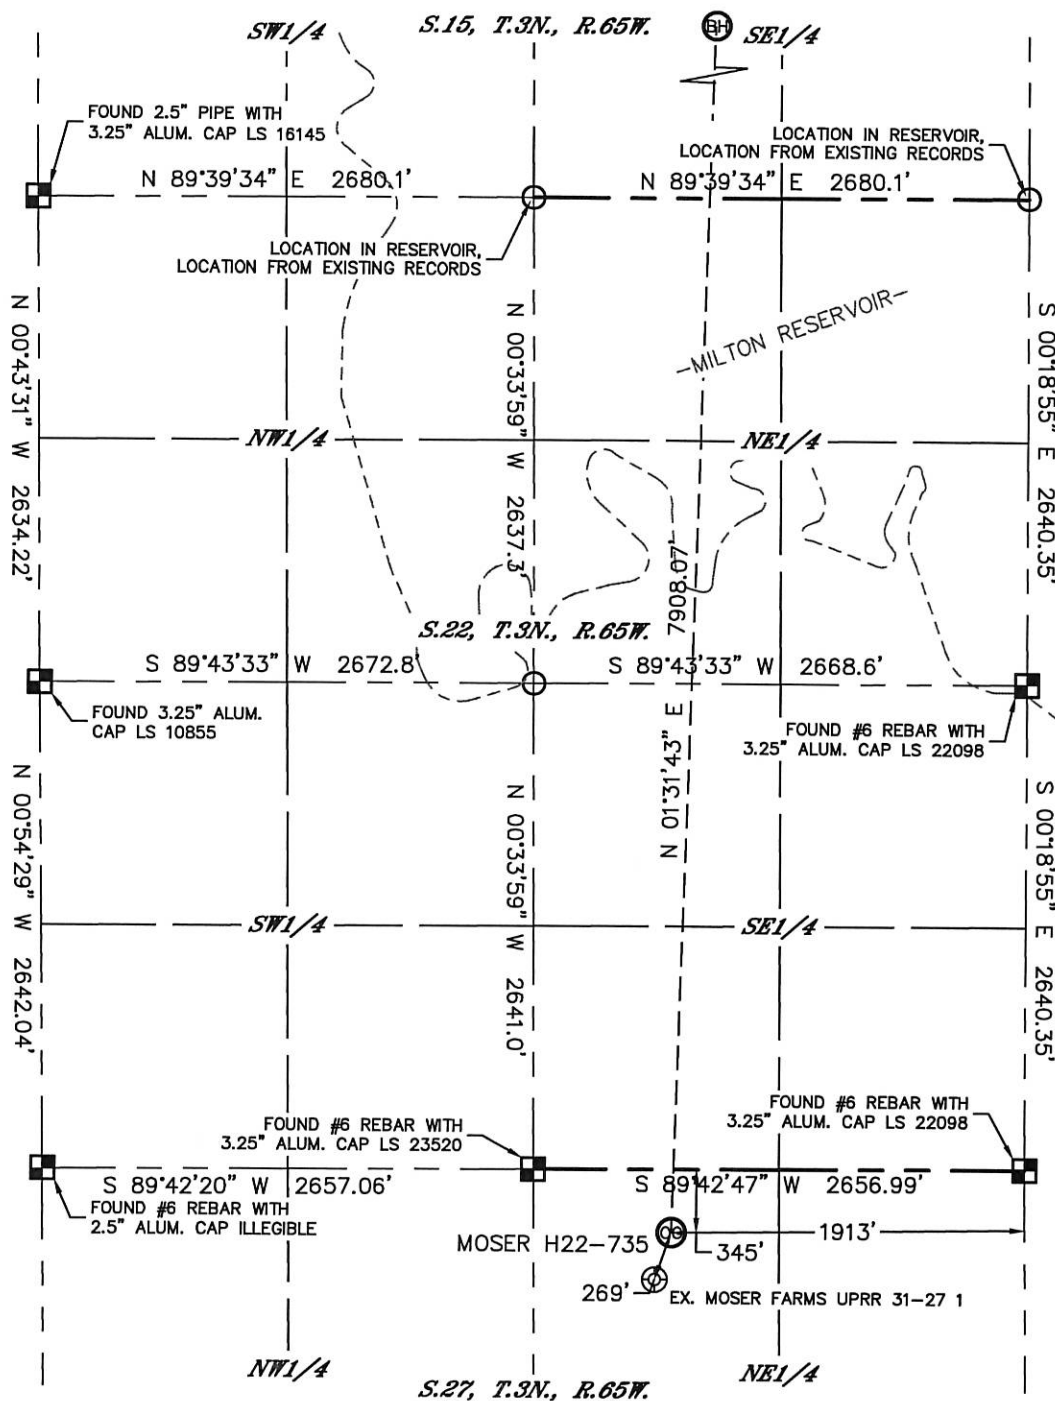 SW1/4
S.15, T.3N., R.65W.
BH
SE1/4
FOUND 2.5" PIPE WITH
3.25" ALUM. CAP LS 16145
LOCATION IN RESERVOIR,
LOCATION FROM EXISTING RECORDS
N 89°39'34" E 2680.1'
N 89°39'34" E 2680.1'
LOCATION IN RESERVOIR,
LOCATION FROM EXISTING RECORDS
N 00°43'31" W 2634.22'
N 00°33'59" W 2637.3'
-MILTON RESERVOIR-
S 00°18'55" E 2640.35'
NW1/4
NE1/4
N 01°31'43" E 7908.07'
S.22, T.3N., R.65W.
S 89°43'33" W 2672.8'
S 89°43'33" W 2668.6'
FOUND 3.25" ALUM.
CAP LS 10855
FOUND #6 REBAR WITH
3.25" ALUM. CAP LS 22098
N 00°54'29" W 2642.04'
N 00°33'59" W 2641.0'
S 00°18'55" E 2640.35'
SW1/4
SE1/4
FOUND #6 REBAR WITH
3.25" ALUM. CAP LS 23520
FOUND #6 REBAR WITH
3.25" ALUM. CAP LS 22098
S 89°42'20" W 2657.06'
S 89°42'47" W 2656.99'
FOUND #6 REBAR WITH
2.5" ALUM. CAP ILLEGIBLE
MOSER H22-735
345'
1913'
269'
EX. MOSER FARMS UPRR 31-27 1
NW1/4
NE1/4
S.27, T.3N., R.65W.